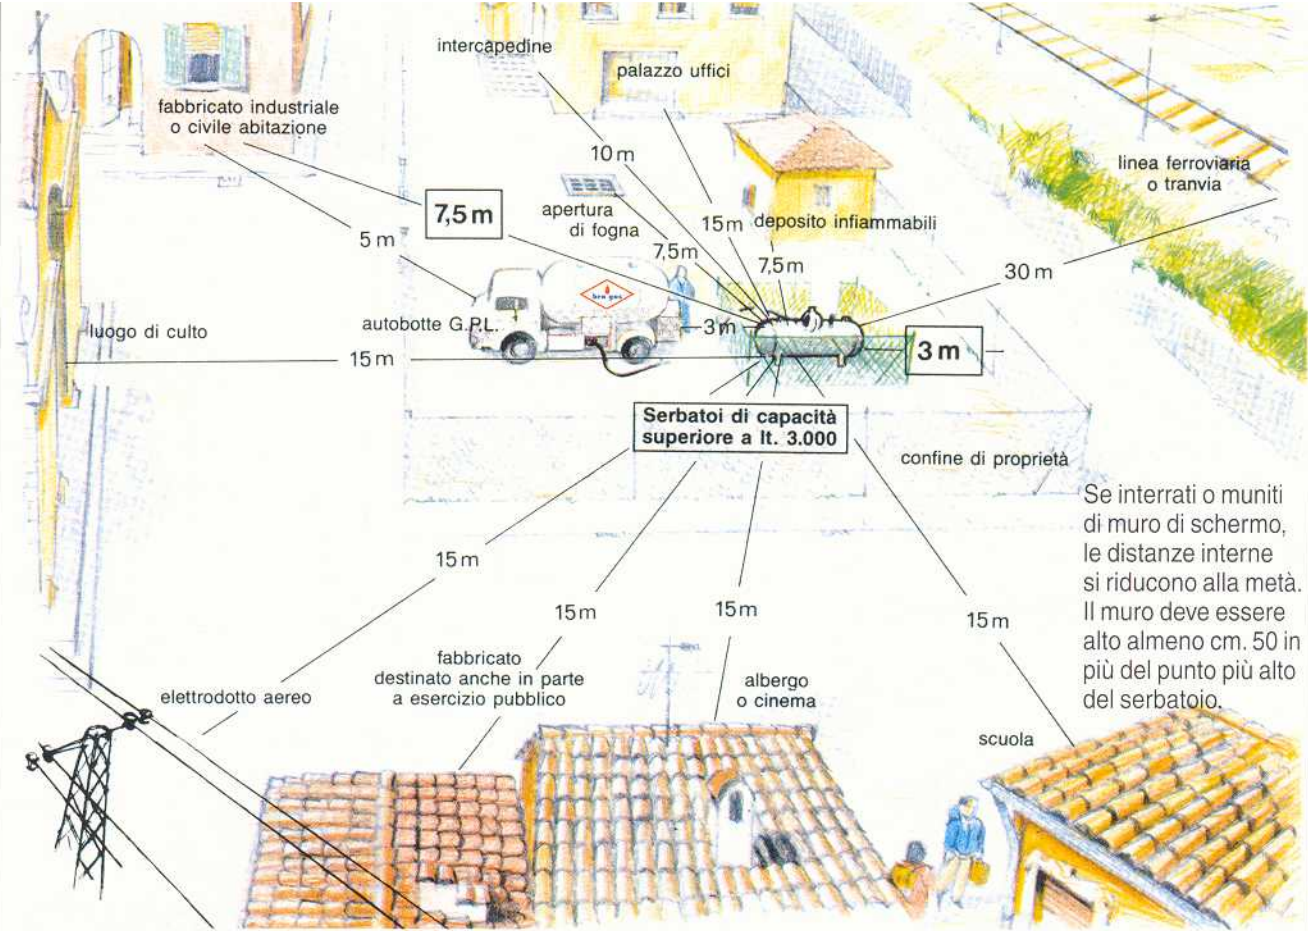 intercapedine
palazzo uffici
fabbricato industriale
o civile abitazione
10 m
linea ferroviaria
o tranvia
7,5 m
apertura
di fogna
15 m
deposito infiammabili
5 m
7,5 m
7,5 m
30 m
bra gas
autobotte G.P.L.
3 m
luogo di culto
15 m
3 m
Serbatoi di capacità
superiore a lt. 3.000
confine di proprietà
Se interrati o muniti
di muro di schermo,
le distanze interne
si riducono alla metà.
Il muro deve essere
alto almeno cm. 50 in
più del punto più alto
del serbatoio.
15 m
15 m
15 m
15 m
fabbricato
destinato anche in parte
a esercizio pubblico
elettrodotto aereo
albergo
o cinema
scuola